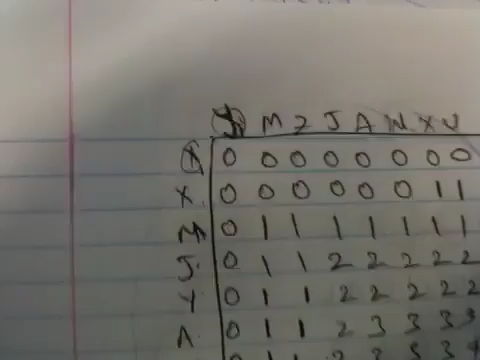 M Z J A W X U
0 0 0 0 0 0 0 0
X 0 0 0 0 0 0 1 1
M 0 1 1 1 1 1 1 1
J 0 1 1 2 2 2 2 2
Y 0 1 1 2 2 2 2 2
A 0 1 1 2 3 3 3 3